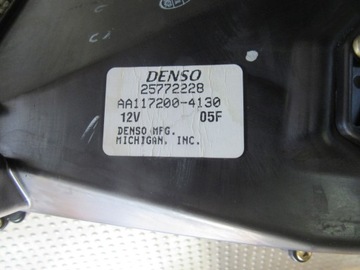 DENSO
25772228
AA117200-4130
12V 05F
DENSO MFG.
MICHIGAN, INC.